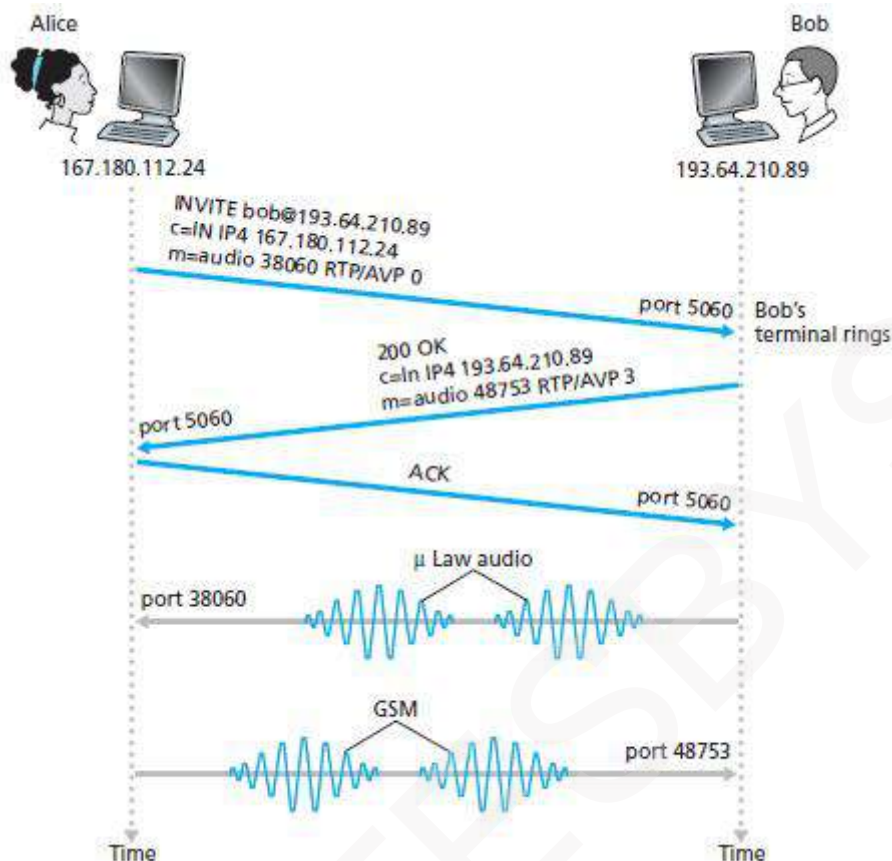 Alice
Bob
167.180.112.24
193.64.210.89
INVITE bob@193.64.210.89
c=IN IP4 167.180.112.24
m=audio 38060 RTP/AVP 0
port 5060
Bob's
terminal rings
200 OK
c=In IP4 193.64.210.89
m=audio 48753 RTP/AVP 3
port 5060
ACK
port 5060
μ Law audio
port 38060
GSM
port 48753
Time
Time